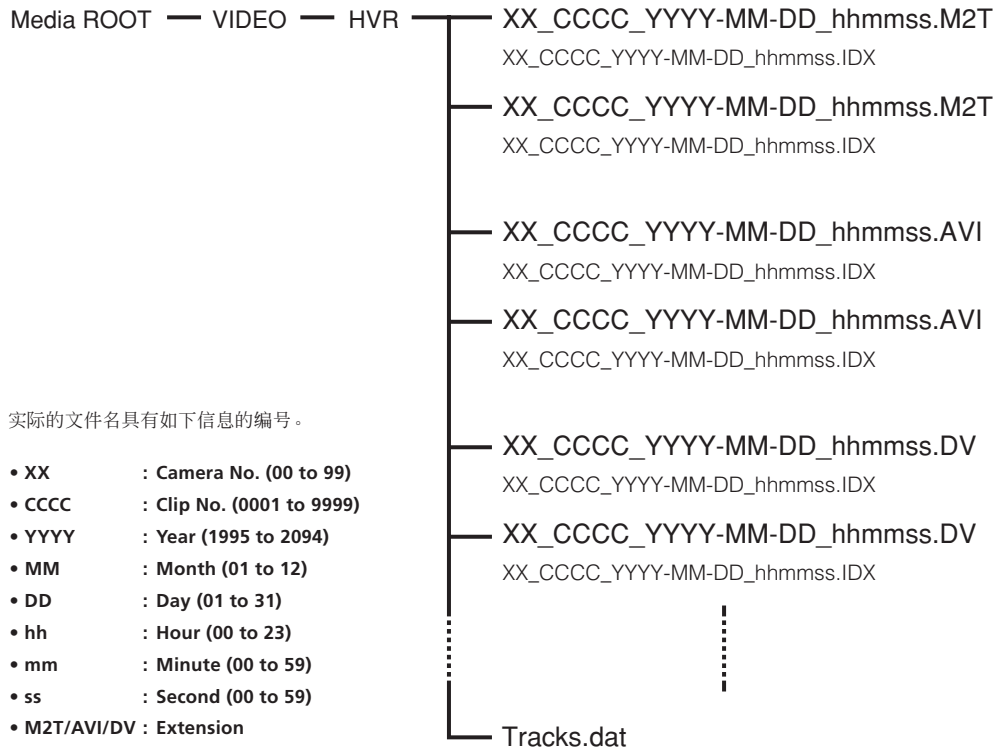 Media ROOT VIDEO HVR XX_CCCC_YYYY-MM-DD_hhmmss.M2T
XX_CCCC_YYYY-MM-DD_hhmmss.IDX
XX_CCCC_YYYY-MM-DD_hhmmss.M2T
XX_CCCC_YYYY-MM-DD_hhmmss.IDX
XX_CCCC_YYYY-MM-DD_hhmmss.AVI
XX_CCCC_YYYY-MM-DD_hhmmss.IDX
XX_CCCC_YYYY-MM-DD_hhmmss.AVI
XX_CCCC_YYYY-MM-DD_hhmmss.IDX
XX_CCCC_YYYY-MM-DD_hhmmss.DV
XX_CCCC_YYYY-MM-DD_hhmmss.IDX
XX_CCCC_YYYY-MM-DD_hhmmss.DV
XX_CCCC_YYYY-MM-DD_hhmmss.IDX
Tracks.dat
实际的文件名具有如下信息的编号。
• XX : Camera No. (00 to 99)
• CCCC : Clip No. (0001 to 9999)
• YYYY : Year (1995 to 2094)
• MM : Month (01 to 12)
• DD : Day (01 to 31)
• hh : Hour (00 to 23)
• mm : Minute (00 to 59)
• ss : Second (00 to 59)
• M2T/AVI/DV : Extension